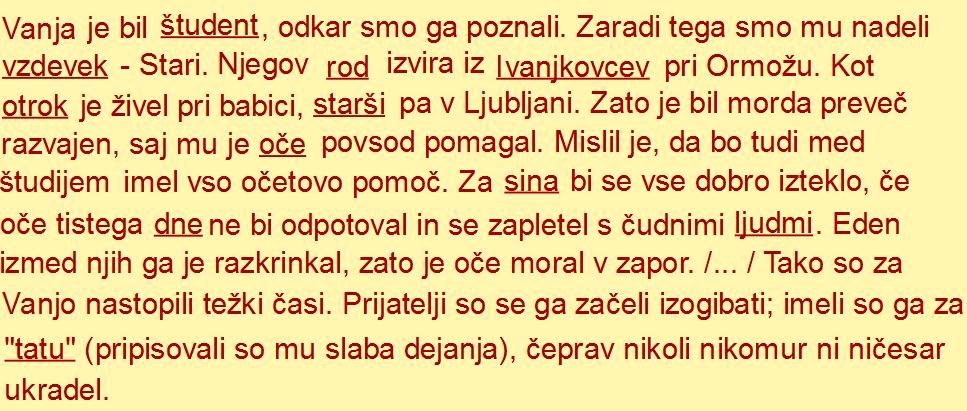 Vanja je bil študent, odkar smo ga poznali. Zaradi tega smo mu nadeli
vzdevek - Stari. Njegov rod izvira iz Ivanjkovcev pri Ormožu. Kot
otrok je živel pri babici, starši pa v Ljubljani. Zato je bil morda preveč
razvajen, saj mu je oče povsod pomagal. Mislil je, da bo tudi med
študijem imel vso očetovo pomoč. Za sina bi se vse dobro izteklo, če
oče tistega dne ne bi odpotoval in se zapletel s čudnimi ljudmi. Eden
izmed njih ga je razkrinkal, zato je oče moral v zapor. /... / Tako so za
Vanjo nastopili težki časi. Prijatelji so se ga začeli izogibati; imeli so ga za
"tatu" (pripisovali so mu slaba dejanja), čeprav nikoli nikomur ni ničesar
ukradel.